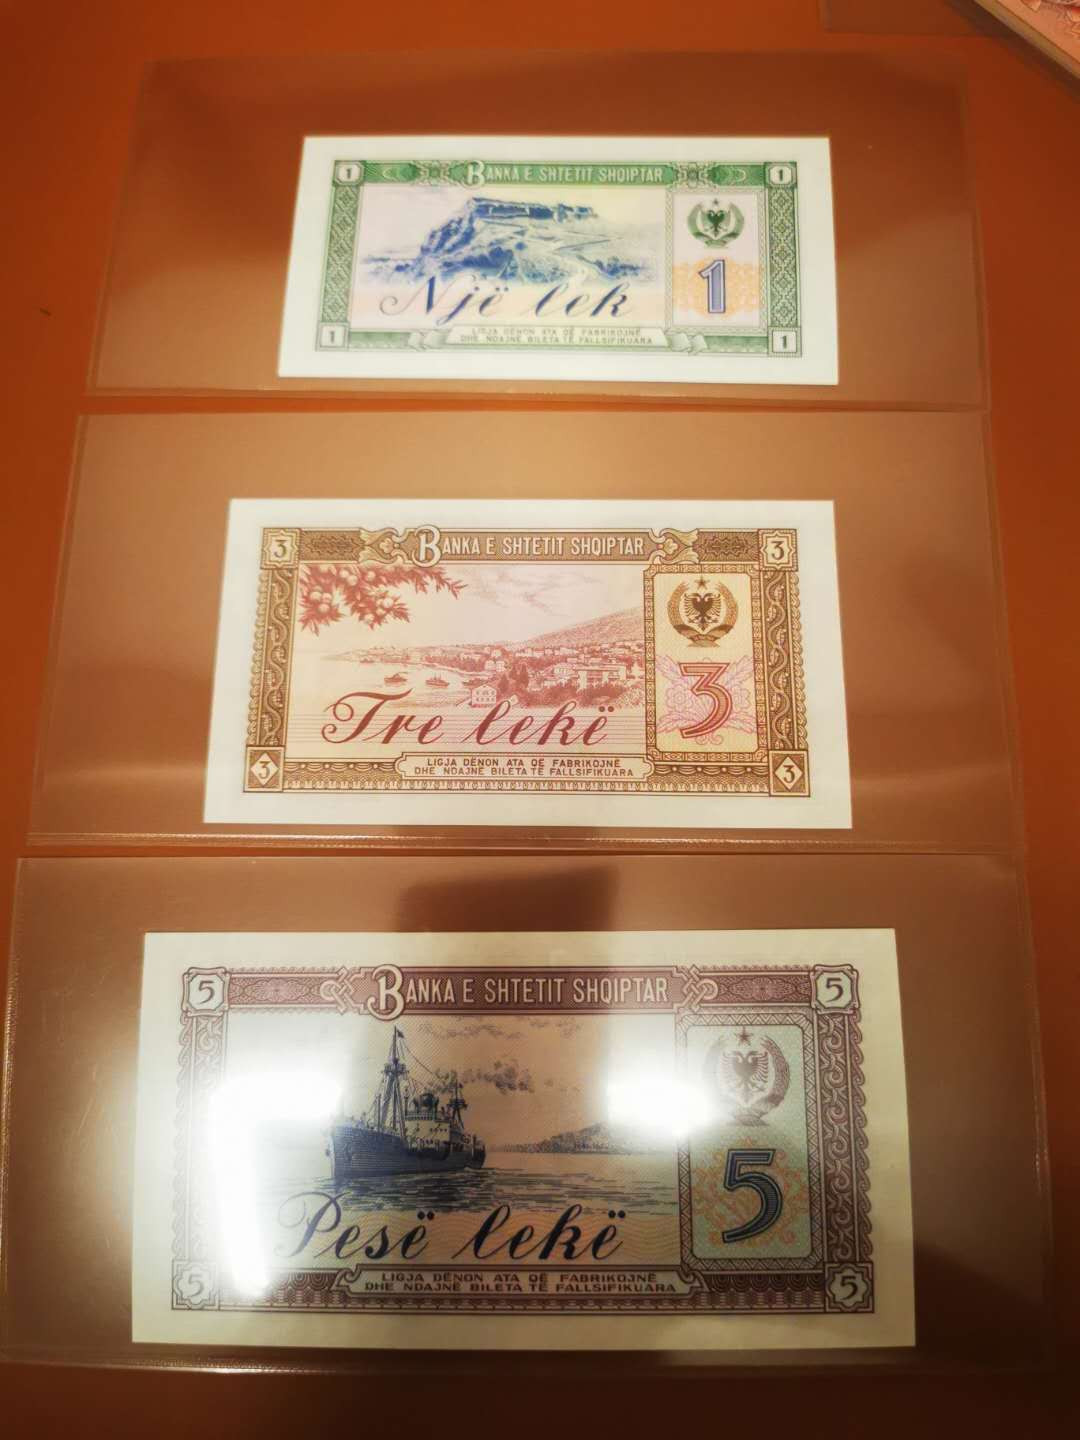 1 BANKA E SHTETIT SHQIPTAR 1
Një lek 1
1 LIGJA DËNON ATA QË FABRIKOJNË 1
DHE NDAJNË BILETA TË FALLSIFIKUARA
3 BANKA E SHTETIT SHQIPTAR 3
Tre lekë 3
3 LIGJA DËNON ATA QË FABRIKOJNË 3
DHE NDAJNË BILETA TË FALLSIFIKUARA
5 BANKA E SHTETIT SHQIPTAR 5
Pesë lekë 5
5 LIGJA DËNON ATA QË FABRIKOJNË 5
DHE NDAJNË BILETA TË FALLSIFIKUARA